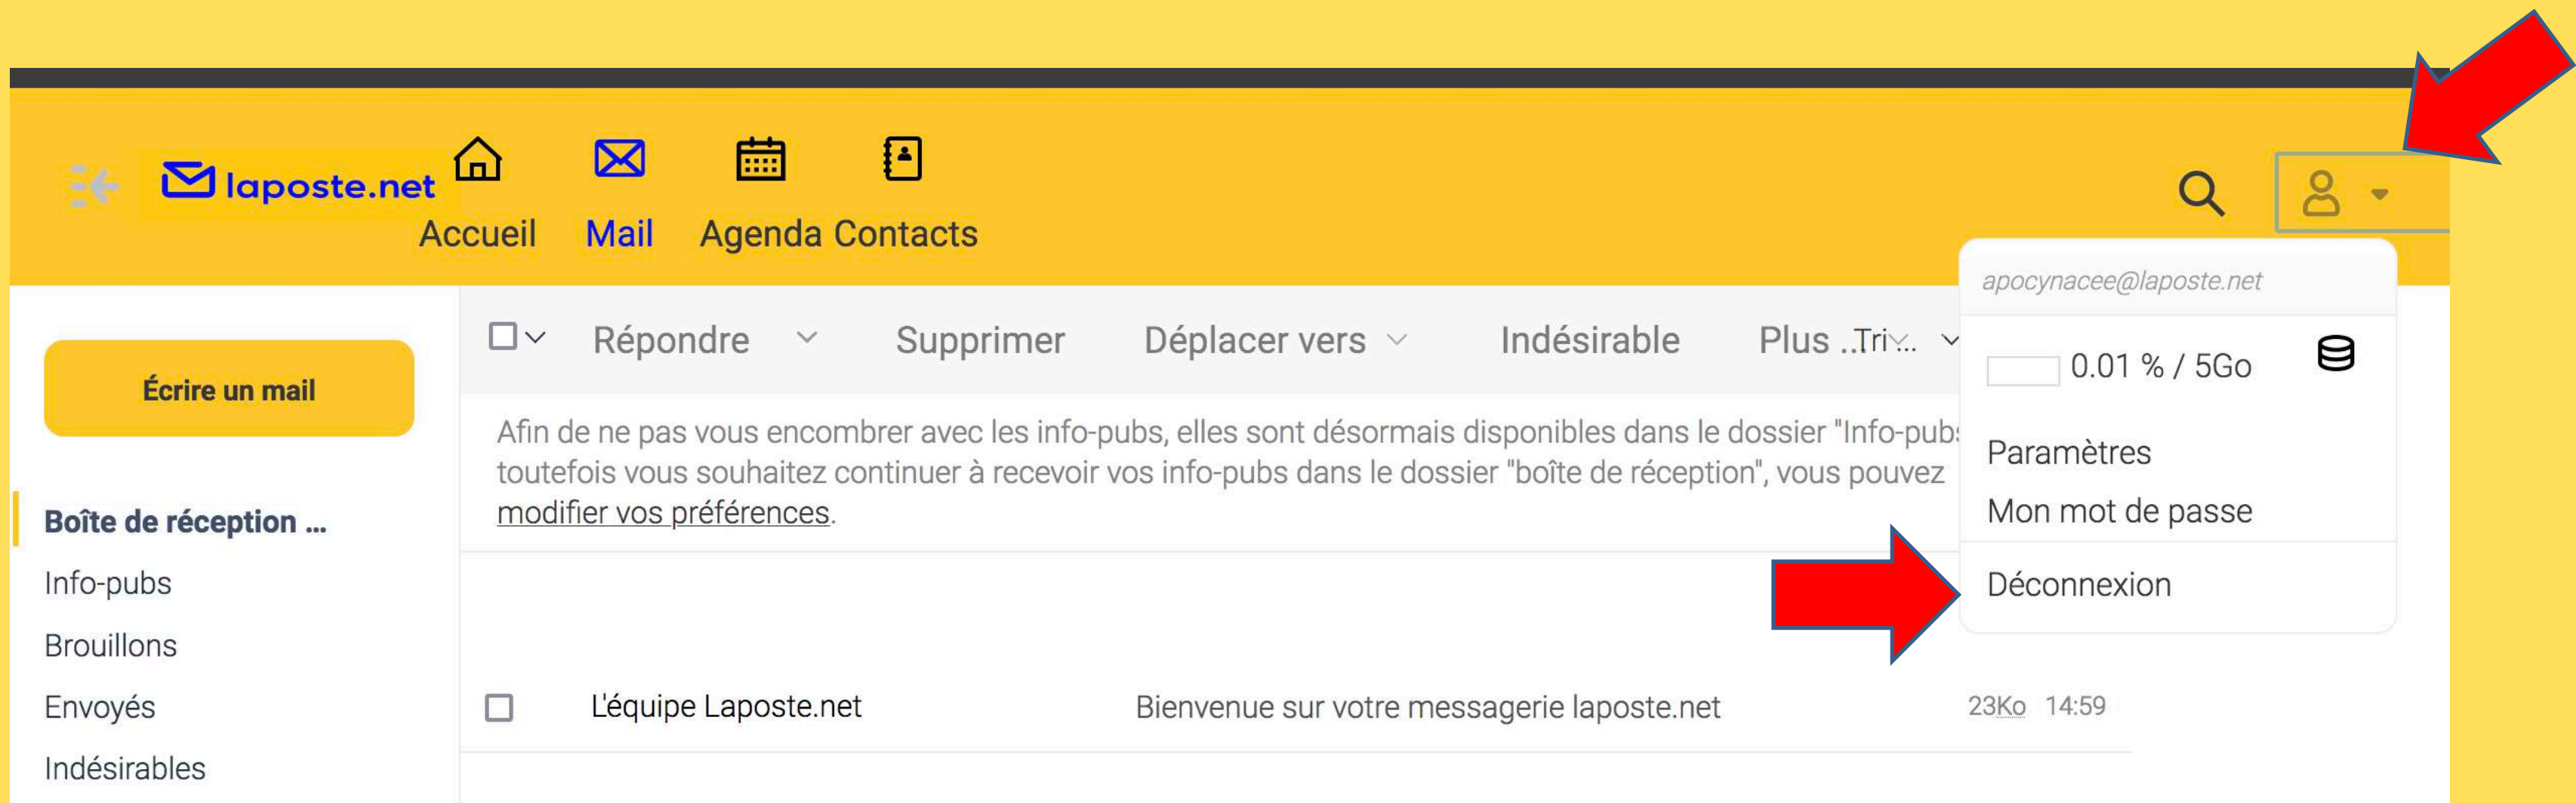 laposte.net
Accueil Mail Agenda Contacts
apocynacee@laposte.net
0.01 % / 5Go
Paramètres
Mon mot de passe
Déconnexion
Écrire un mail
Boîte de réception ...
Info-pubs
Brouillons
Envoyés
Indésirables
Répondre Supprimer Déplacer vers Indésirable Plus ... Tri ...
Afin de ne pas vous encombrer avec les info-pubs, elles sont désormais disponibles dans le dossier "Info-pubs
toutefois vous souhaitez continuer à recevoir vos info-pubs dans le dossier "boîte de réception", vous pouvez
modifier vos préférences.
L'équipe Laposte.net Bienvenue sur votre messagerie laposte.net 23Ko 14:59